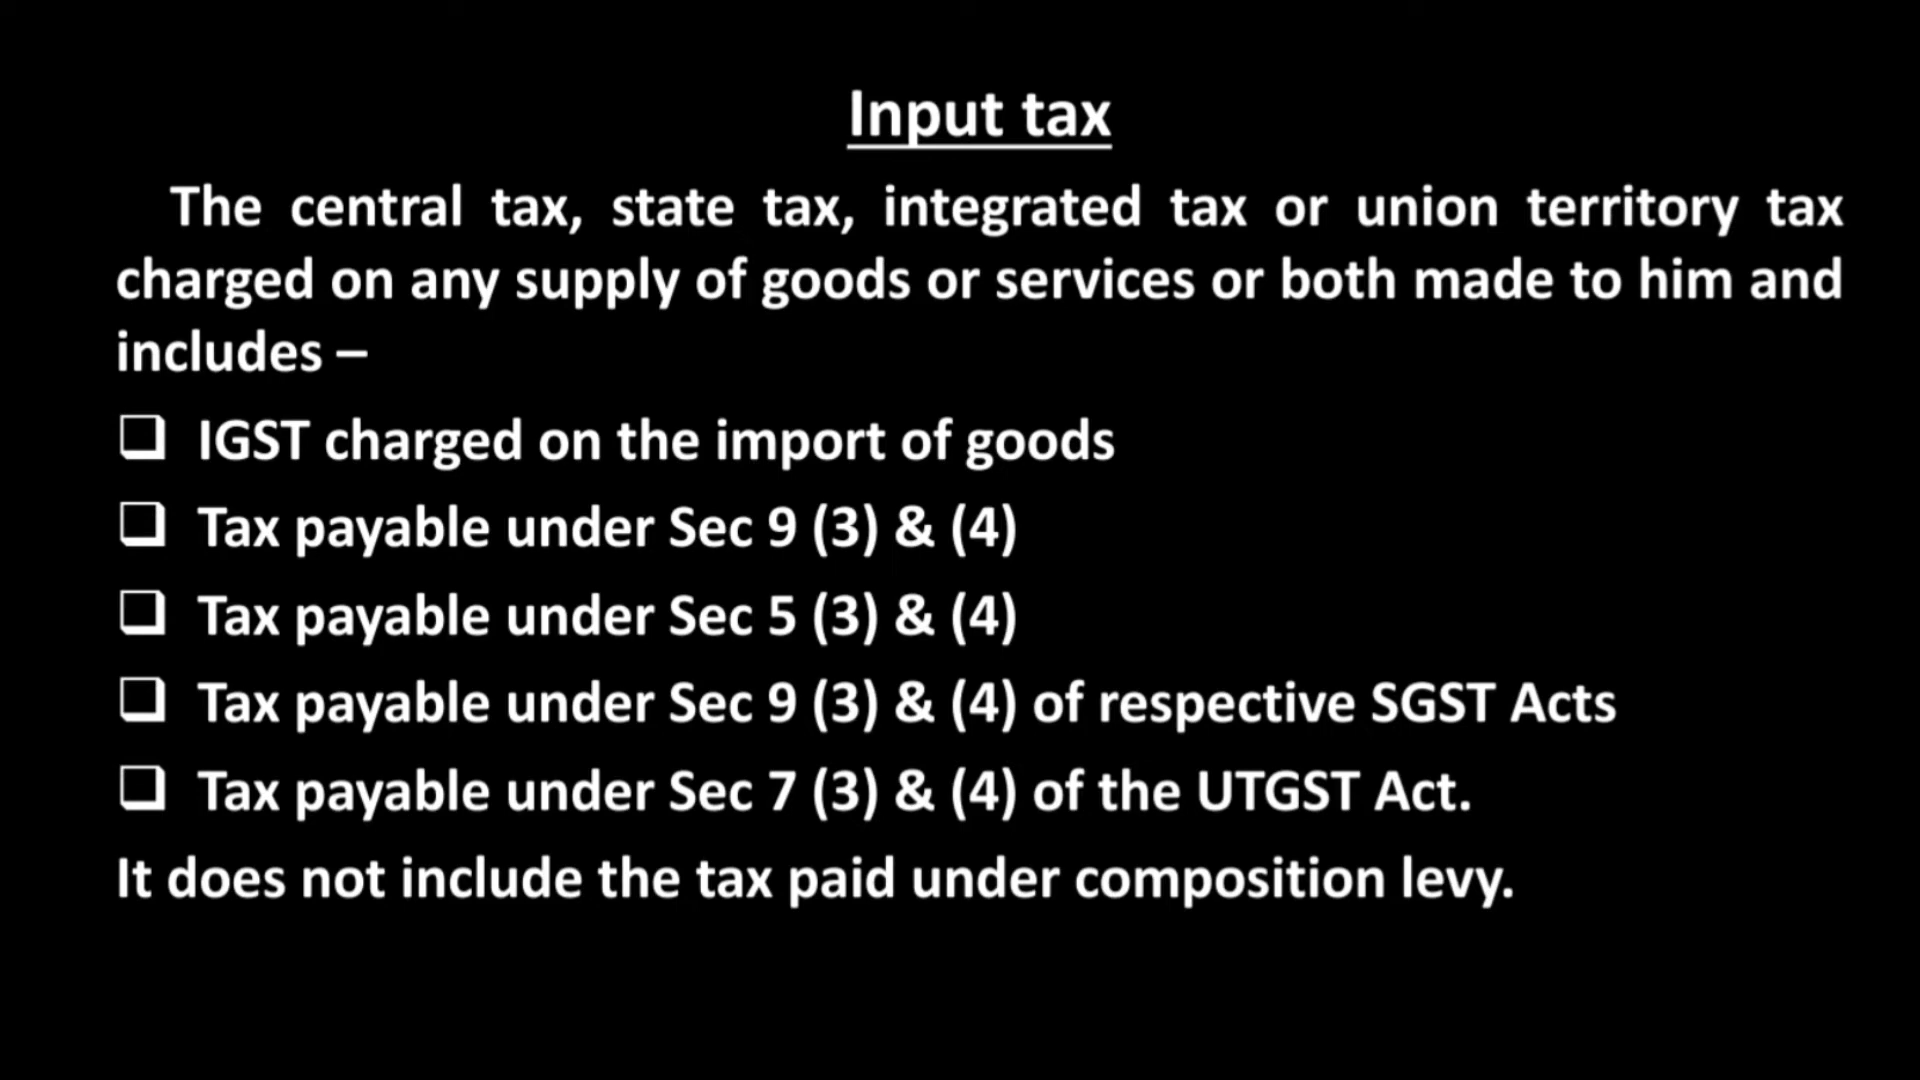 Input tax
The central tax, state tax, integrated tax or union territory tax
charged on any supply of goods or services or both made to him and
includes –
❑ IGST charged on the import of goods
❑ Tax payable under Sec 9 (3) & (4)
❑ Tax payable under Sec 5 (3) & (4)
❑ Tax payable under Sec 9 (3) & (4) of respective SGST Acts
❑ Tax payable under Sec 7 (3) & (4) of the UTGST Act.
It does not include the tax paid under composition levy.